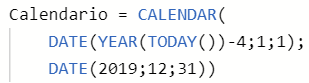 Calendario = CALENDAR(
DATE(YEAR(TODAY())-4;1;1);
DATE(2019;12;31))